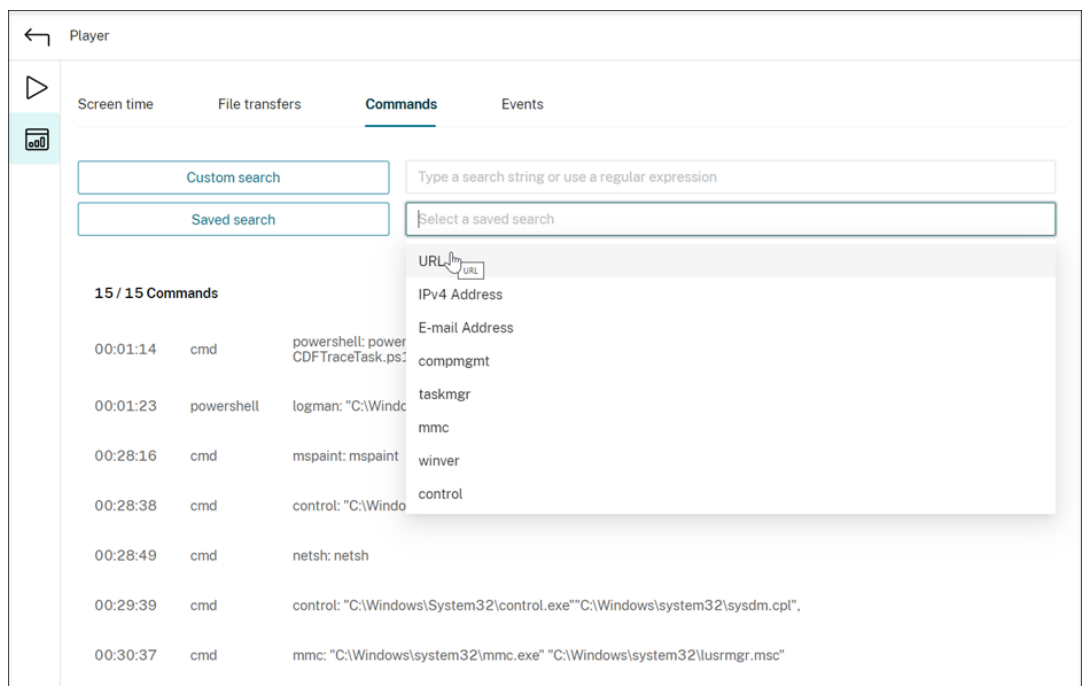 Player
Screen time File transfers Commands Events
Custom search Type a search string or use a regular expression
Saved search Select a saved search
URL
URL
15 / 15 Commands
IPv4 Address
E-mail Address
00:01:14 cmd powershell: power
CDFTraceTask.ps1
compmgmt
taskmgr
00:01:23 powershell logman: "C:\Windo
mmc
00:28:16 cmd mspaint: mspaint
winver
control
00:28:38 cmd control: "C:\Windo
00:28:49 cmd netsh: netsh
00:29:39 cmd control: "C:\Windows\System32\control.exe""C:\Windows\system32\sysdm.cpl",
00:30:37 cmd mmc: "C:\Windows\system32\mmc.exe" "C:\Windows\system32\lusrmgr.msc"